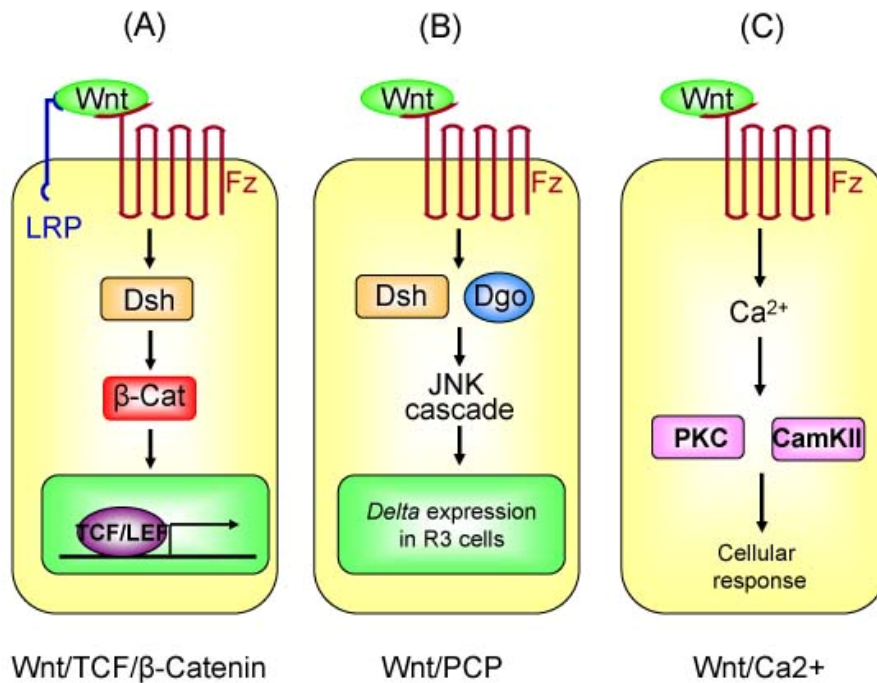 (A)
(B)
(C)
Wnt
Wnt
Wnt
Fz
Fz
Fz
LRP
Dsh
Dsh
Dgo
Ca²⁺
β-Cat
JNK
cascade
PKC
CamKII
TCF/LEF
Delta expression
in R3 cells
Cellular
response
Wnt/TCF/β-Catenin
Wnt/PCP
Wnt/Ca2+